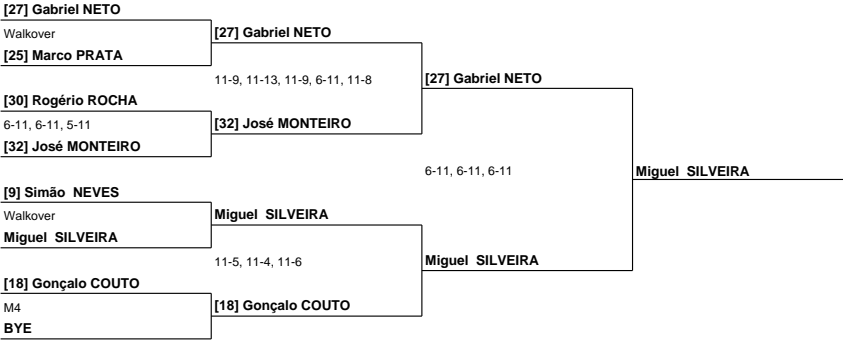 [27] Gabriel NETO
Walkover
[27] Gabriel NETO
[25] Marco PRATA
11-9, 11-13, 11-9, 6-11, 11-8
[27] Gabriel NETO
[30] Rogério ROCHA
6-11, 6-11, 5-11
[32] José MONTEIRO
[32] José MONTEIRO
6-11, 6-11, 6-11
Miguel SILVEIRA
[9] Simão NEVES
Walkover
Miguel SILVEIRA
Miguel SILVEIRA
11-5, 11-4, 11-6
Miguel SILVEIRA
[18] Gonçalo COUTO
M4
[18] Gonçalo COUTO
BYE